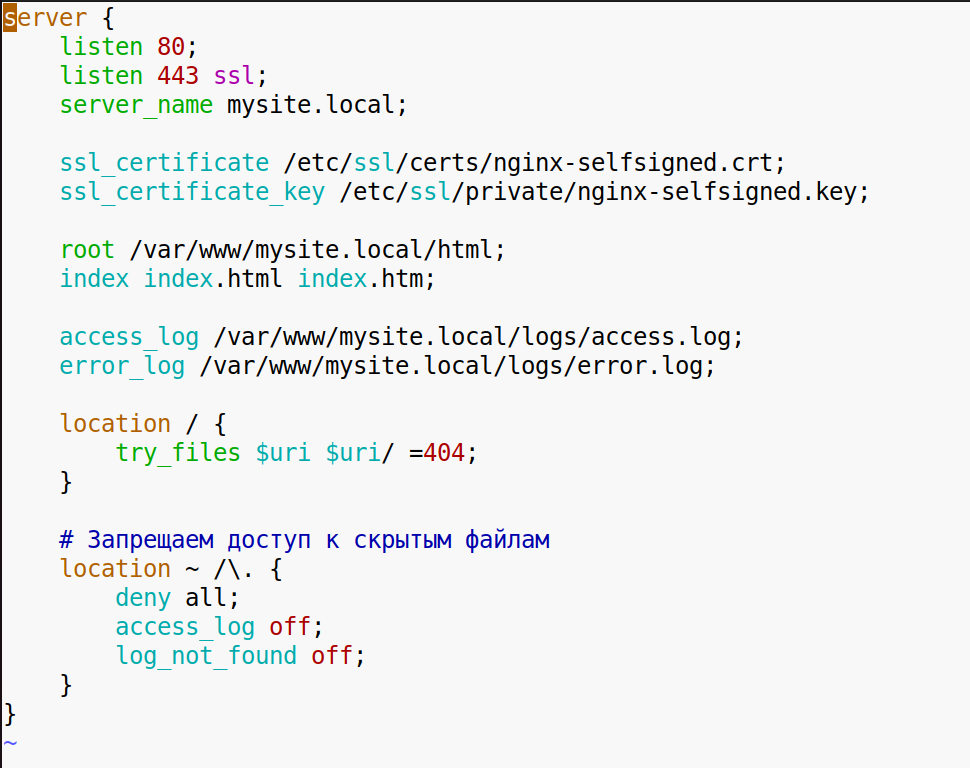 server {
    listen 80;
    listen 443 ssl;
    server_name mysite.local;

    ssl_certificate /etc/ssl/certs/nginx-selfsigned.crt;
    ssl_certificate_key /etc/ssl/private/nginx-selfsigned.key;

    root /var/www/mysite.local/html;
    index index.html index.htm;

    access_log /var/www/mysite.local/logs/access.log;
    error_log /var/www/mysite.local/logs/error.log;

    location / {
        try_files $uri $uri/ =404;
    }

    # Запрещаем доступ к скрытым файлам
    location ~ /\. {
        deny all;
        access_log off;
        log_not_found off;
    }
}
~